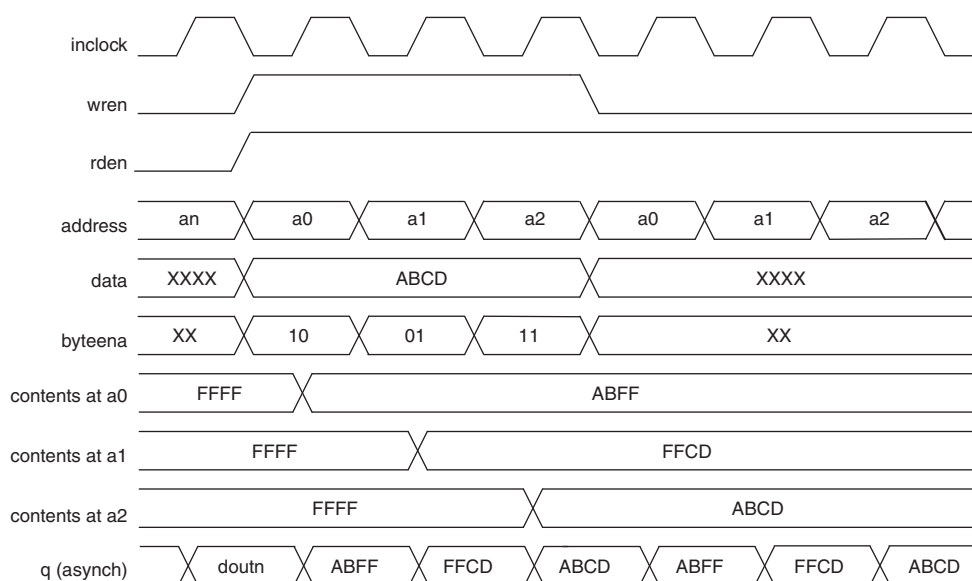 inclock
wren
rden
address an a0 a1 a2 a0 a1 a2
data XXXX ABCD XXXX
byteena XX 10 01 11 XX
contents at a0 FFFF ABFF
contents at a1 FFFF FFCD
contents at a2 FFFF ABCD
q (asynch) doutn ABFF FFCD ABCD ABFF FFCD ABCD